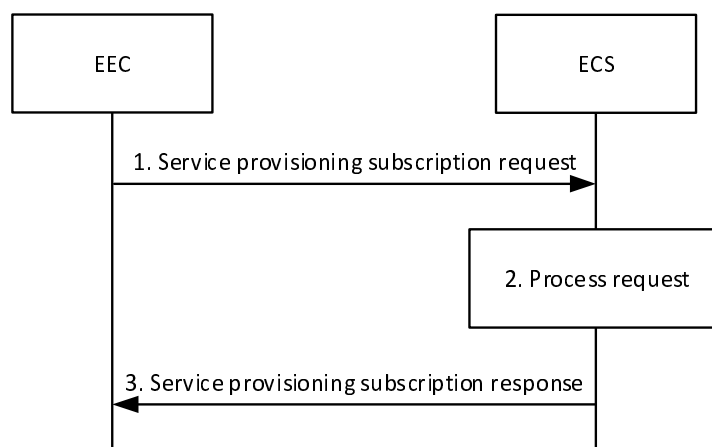 EEC
ECS
1. Service provisioning subscription request
2. Process request
3. Service provisioning subscription response